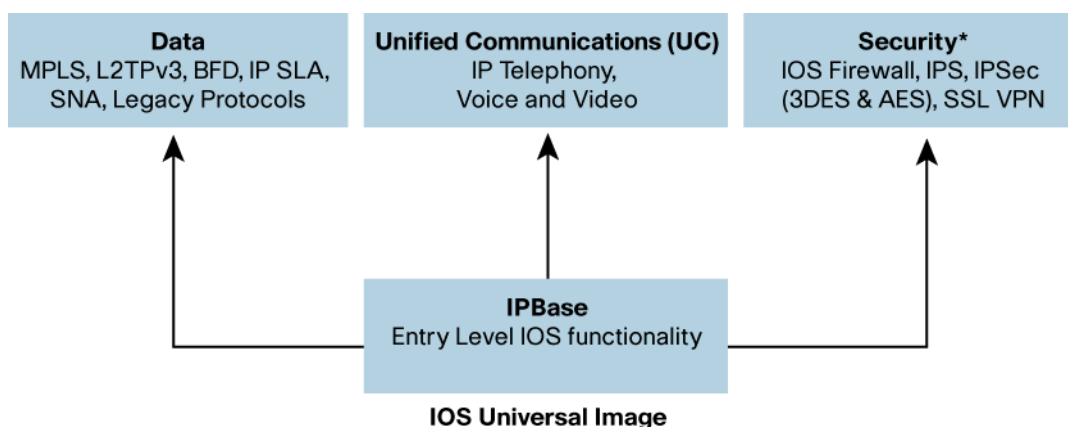 Data
MPLS, L2TPv3, BFD, IP SLA,
SNA, Legacy Protocols
Unified Communications (UC)
IP Telephony,
Voice and Video
Security*
IOS Firewall, IPS, IPSec
(3DES & AES), SSL VPN
IPBase
Entry Level IOS functionality
IOS Universal Image